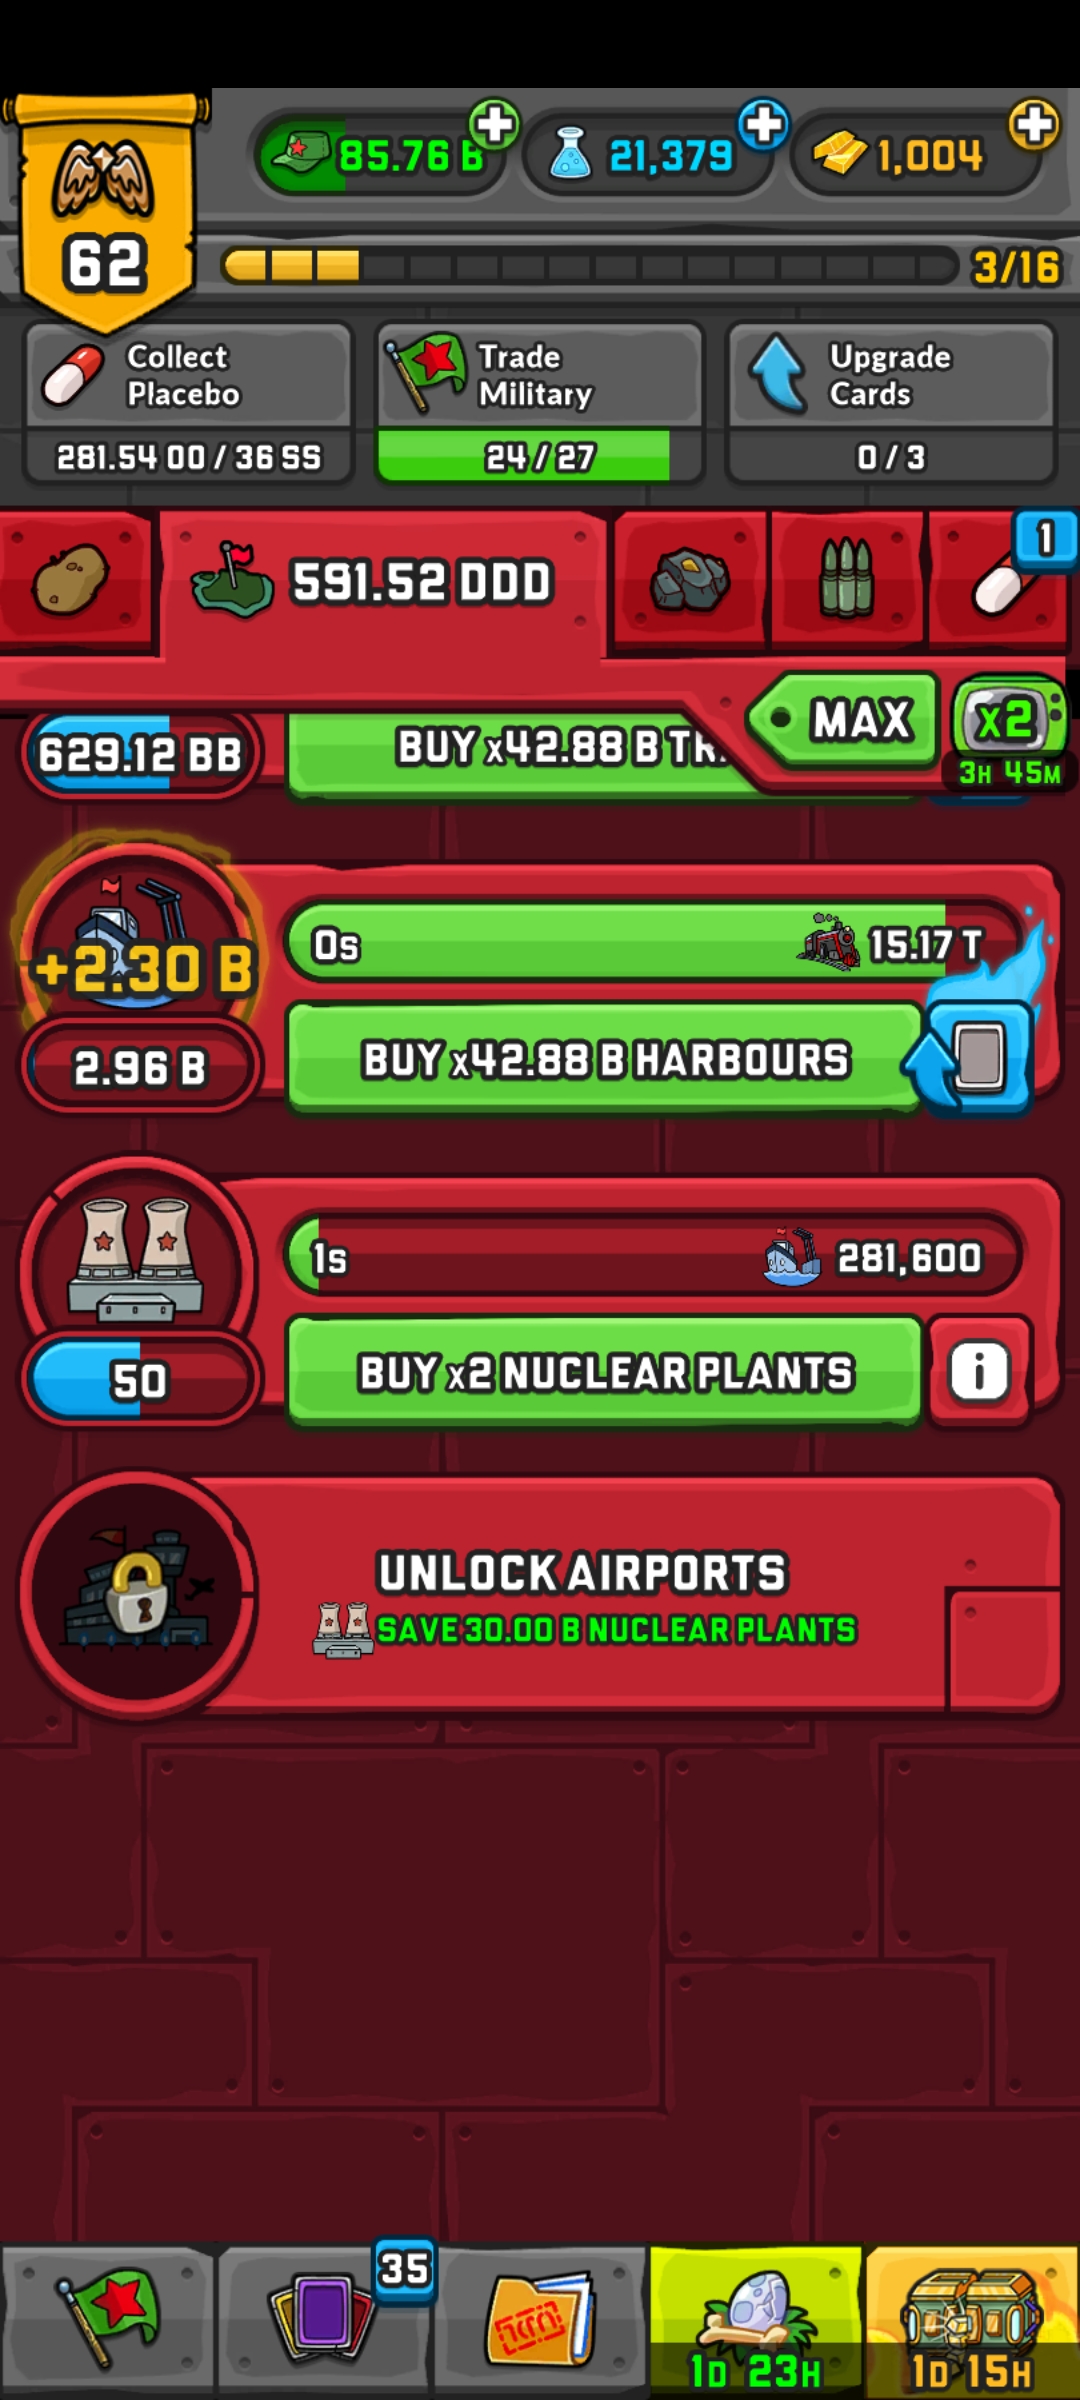 85.76 B
21,379
1,004
62
3/16
Collect
Placebo
281.54 OO / 36 SS
Trade
Military
24 / 27
Upgrade
Cards
0 / 3
591.52 DDD
1
MAX
x2
3H 45M
629.12 BB
BUY x42.88 B
+2.30 B
0s
15.17 T
2.96 B
BUY x42.88 B HARBOURS
1s
281,600
50
BUY x2 NUCLEAR PLANTS
i
UNLOCK AIRPORTS
SAVE 30.00 B NUCLEAR PLANTS
35
1D 23H
1D 15H